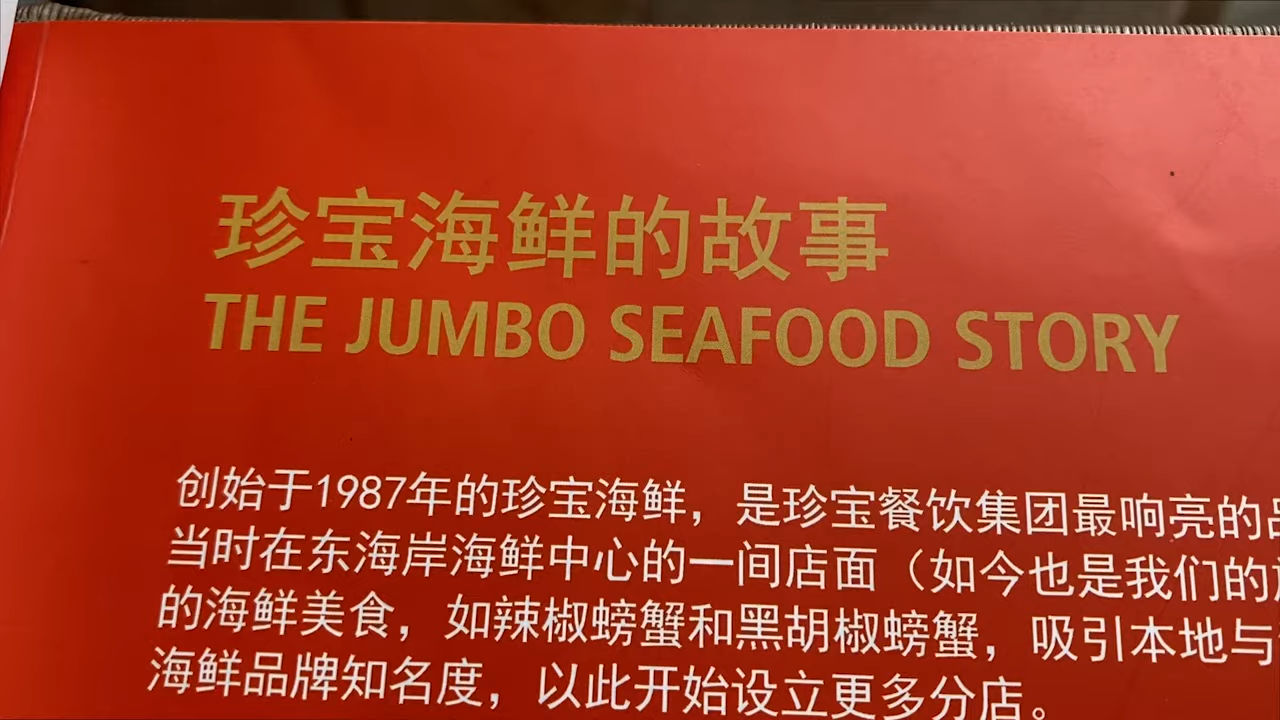 珍宝海鲜的故事
THE JUMBO SEAFOOD STORY
创始于1987年的珍宝海鲜，是珍宝餐饮集团最响亮的
当时在东海岸海鲜中心的一间店面（如今也是我们的
的海鲜美食，如辣椒螃蟹和黑胡椒螃蟹，吸引本地与
海鲜品牌知名度，以此开始设立更多分店。